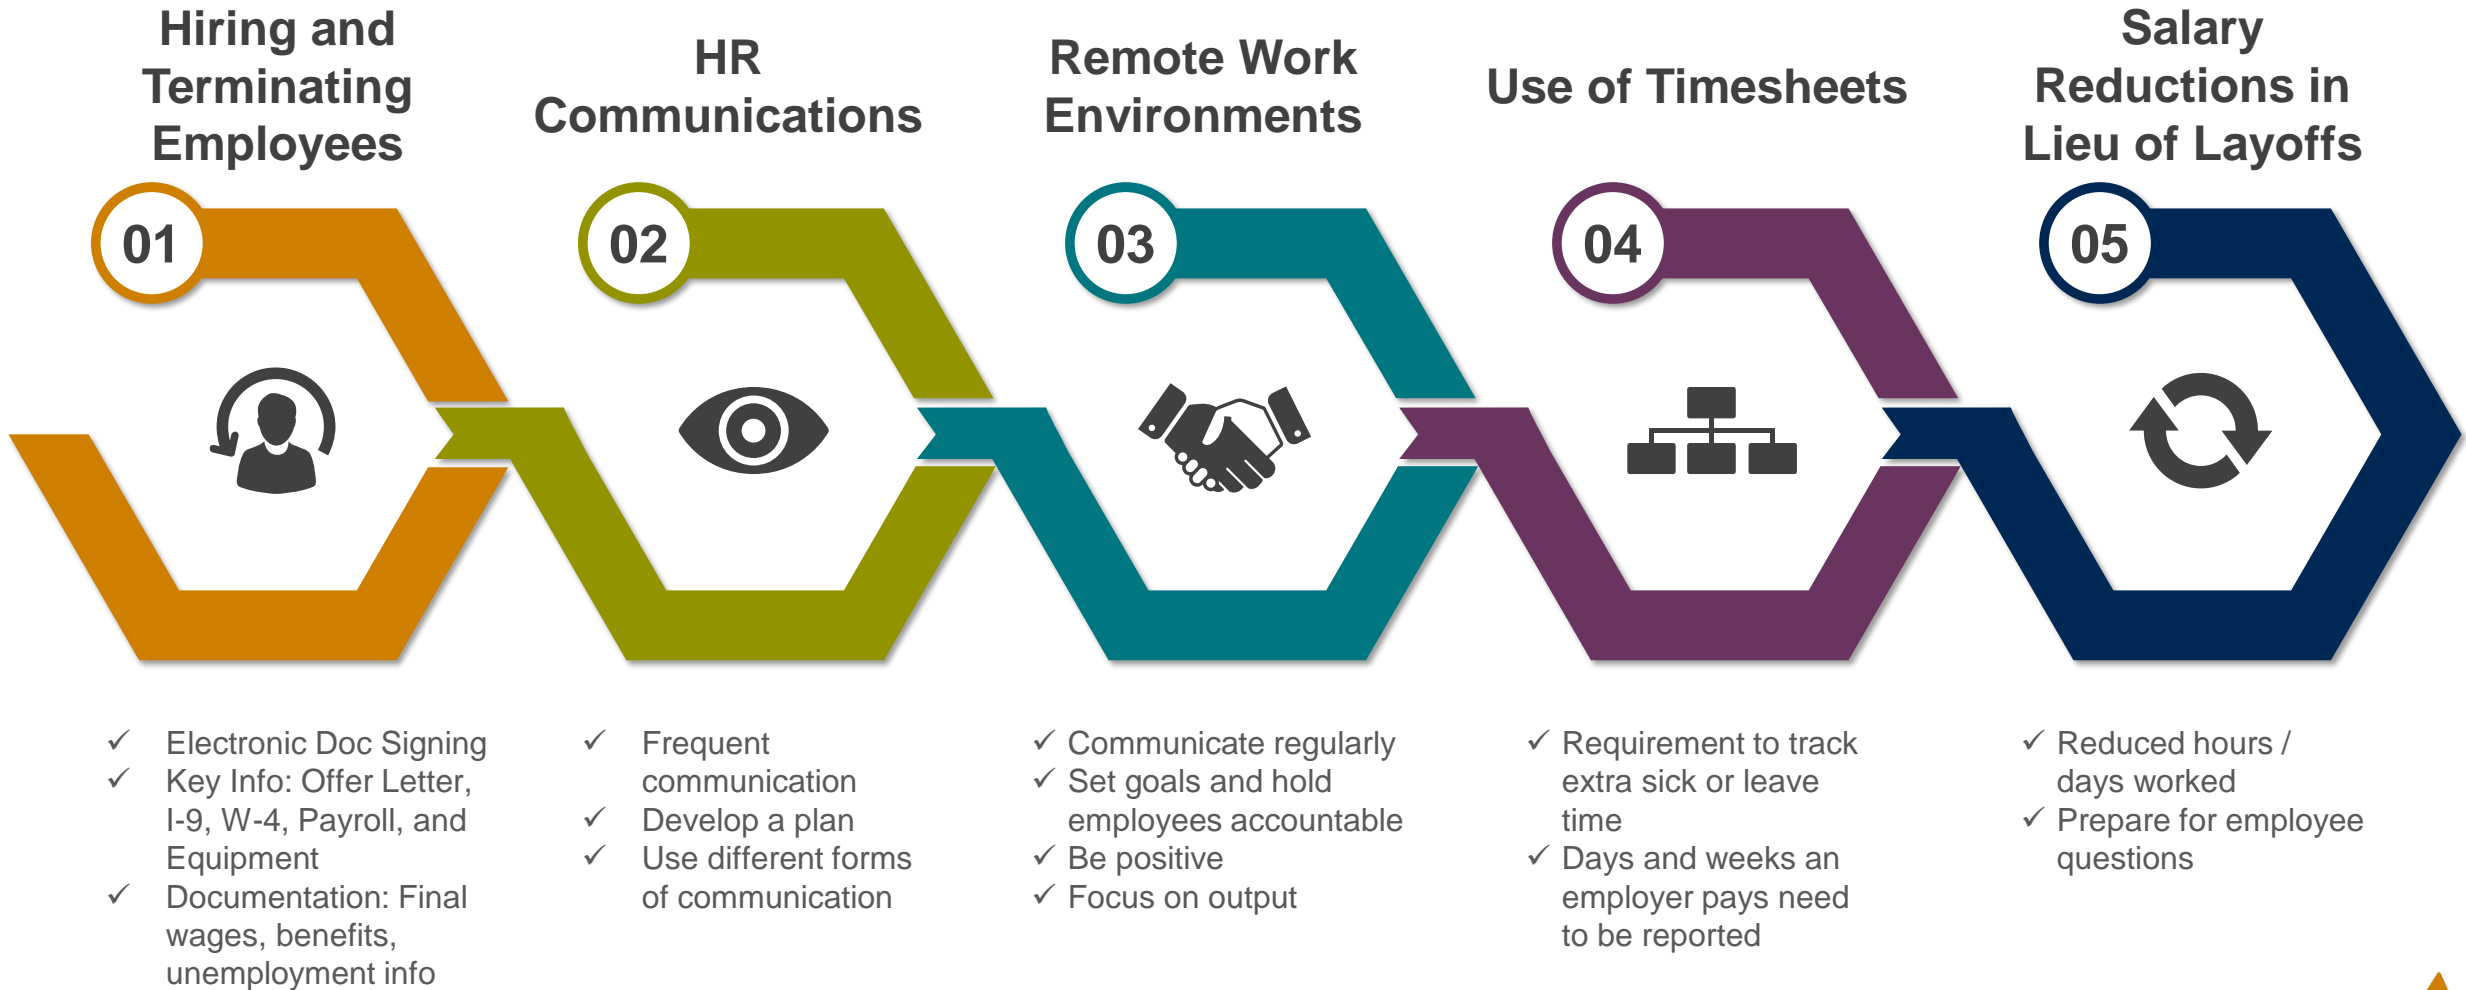 Hiring and
Terminating
Employees
HR
Communications
Remote Work
Environments
Use of Timesheets
Salary
Reductions in
Lieu of Layoffs
01
02
03
04
05
✓ Electronic Doc Signing
✓ Key Info: Offer Letter,
I-9, W-4, Payroll, and
Equipment
✓ Documentation: Final
wages, benefits,
unemployment info
✓ Frequent
communication
✓ Develop a plan
✓ Use different forms
of communication
✓ Communicate regularly
✓ Set goals and hold
employees accountable
✓ Be positive
✓ Focus on output
✓ Requirement to track
extra sick or leave
time
✓ Days and weeks an
employer pays need
to be reported
✓ Reduced hours /
days worked
✓ Prepare for employee
questions